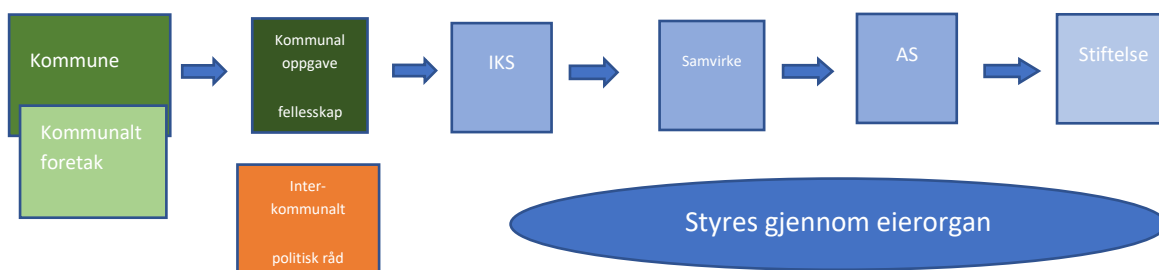 Kommune
Kommunalt
foretak
Kommunal
oppgave
fellesskap
Inter-
kommunalt
politisk råd
IKS
Samvirke
AS
Stiftelse
Styres gjennom eierorgan